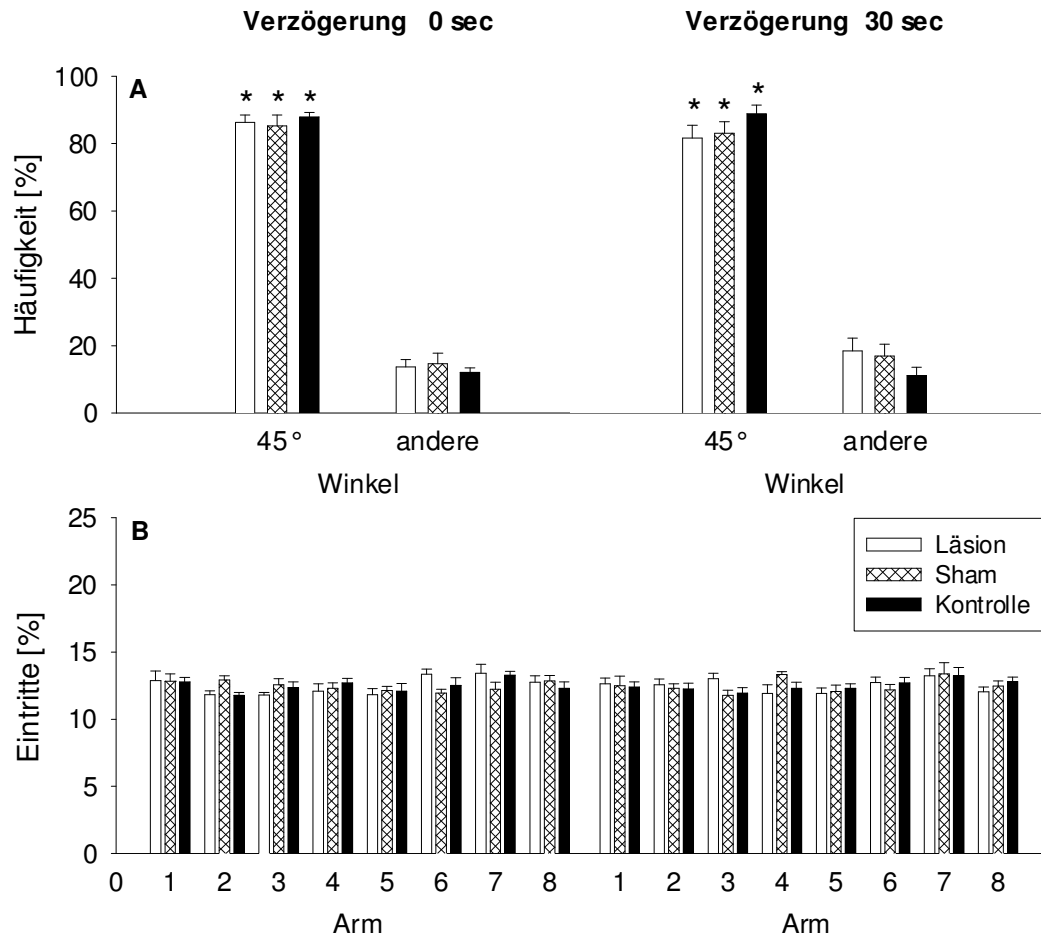 Verzögerung 0 sec
Verzögerung 30 sec
A
Häufigkeit [%]
100
80
60
40
20
0
* * *
* * *
45° andere
45° andere
Winkel
Winkel
B
Eintritte [%]
25
20
15
10
5
0
Läsion
Sham
Kontrolle
0 1 2 3 4 5 6 7 8 1 2 3 4 5 6 7 8
Arm
Arm